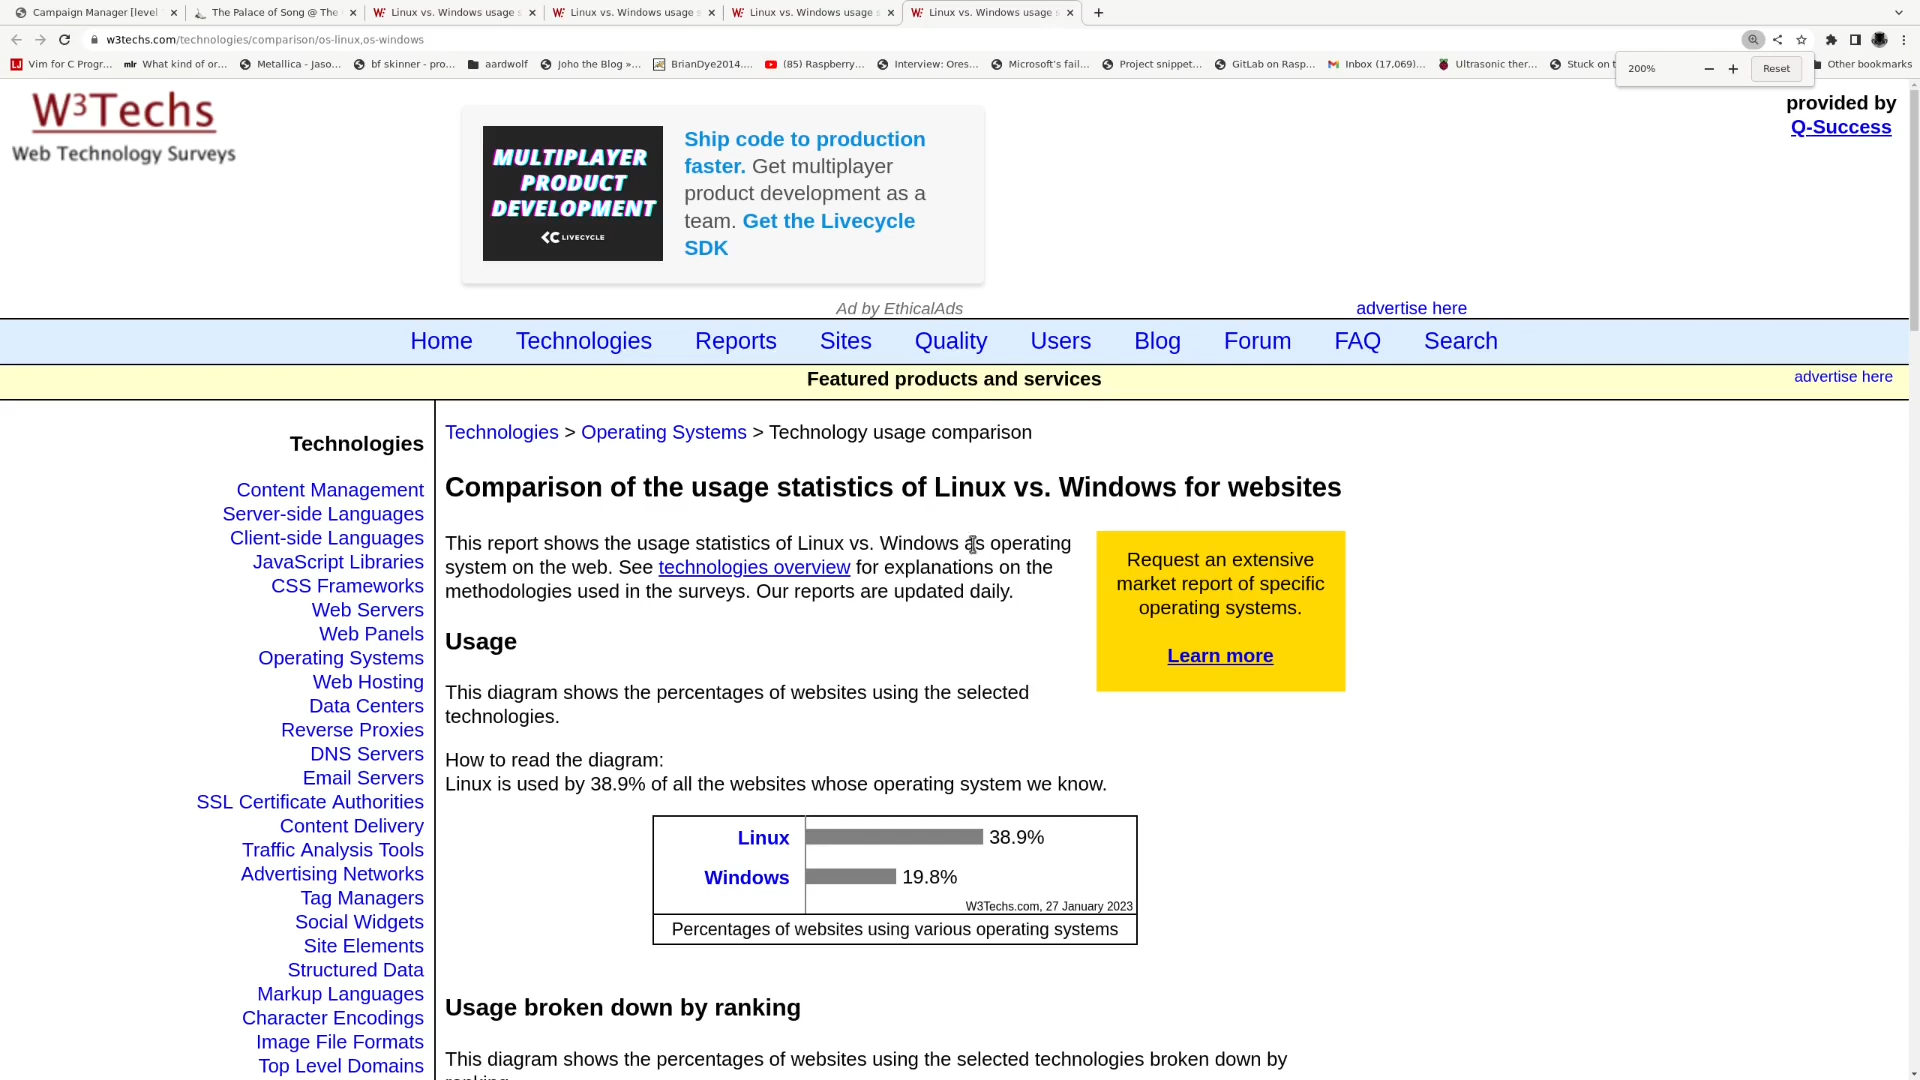 Campaign Manager [level
The Palace of Song @ The
Linux vs. Windows usage s
Linux vs. Windows usage s
Linux vs. Windows usage s
Linux vs. Windows usage s
w3techs.com/technologies/comparison/os-linux,os-windows
Vim for C Progr...
What kind of or...
Metallica - Jaso...
bf skinner - pro...
aardwolf
Joho the Blog »...
BrianDye2014....
(85) Raspberry...
Interview: Ores...
Microsoft's fail...
Project snippet...
GitLab on Rasp...
Inbox (17,069)...
Ultrasonic ther...
Stuck on t
Other bookmarks
200%
Reset
W3Techs
Web Technology Surveys
MULTIPLAYER
PRODUCT
DEVELOPMENT
LIVECYCLE
Ship code to production
faster. Get multiplayer
product development as a
team. Get the Livecycle
SDK
Ad by EthicalAds
advertise here
provided by
Q-Success
Home Technologies Reports Sites Quality Users Blog Forum FAQ Search
Featured products and services
advertise here
Technologies
Content Management
Server-side Languages
Client-side Languages
JavaScript Libraries
CSS Frameworks
Web Servers
Web Panels
Operating Systems
Web Hosting
Data Centers
Reverse Proxies
DNS Servers
Email Servers
SSL Certificate Authorities
Content Delivery
Traffic Analysis Tools
Advertising Networks
Tag Managers
Social Widgets
Site Elements
Structured Data
Markup Languages
Character Encodings
Image File Formats
Top Level Domains
Technologies > Operating Systems > Technology usage comparison
Comparison of the usage statistics of Linux vs. Windows for websites
This report shows the usage statistics of Linux vs. Windows as operating
system on the web. See technologies overview for explanations on the
methodologies used in the surveys. Our reports are updated daily.
Request an extensive
market report of specific
operating systems.
Learn more
Usage
This diagram shows the percentages of websites using the selected
technologies.
How to read the diagram:
Linux is used by 38.9% of all the websites whose operating system we know.
Linux 38.9%
Windows 19.8%
W3Techs.com, 27 January 2023
Percentages of websites using various operating systems
Usage broken down by ranking
This diagram shows the percentages of websites using the selected technologies broken down by